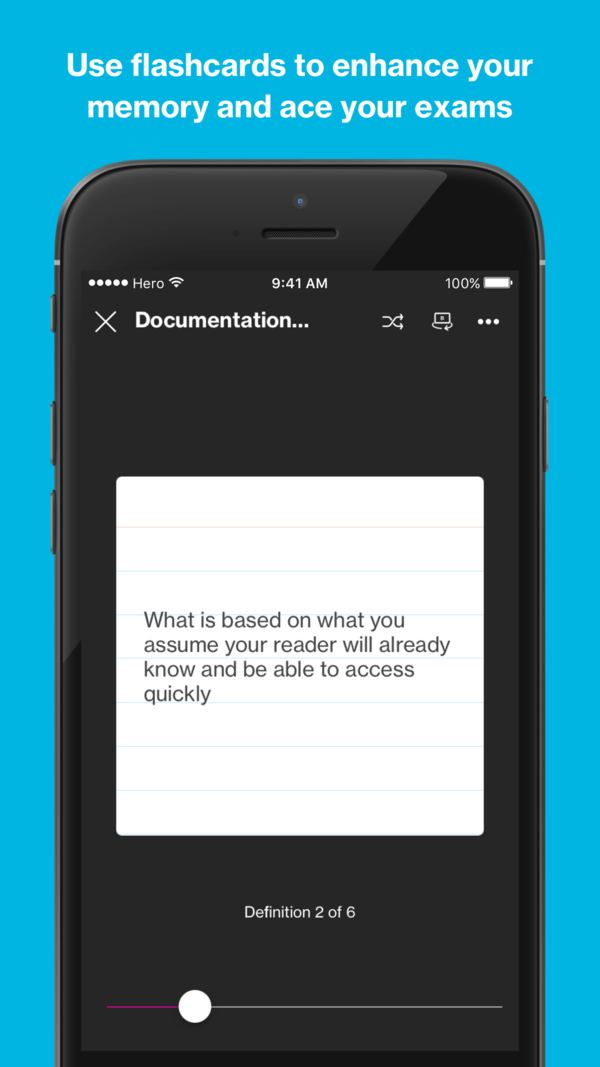 Use flashcards to enhance your
memory and ace your exams
Hero 9:41 AM 100%
Documentation...
What is based on what you
assume your reader will already
know and be able to access
quickly
Definition 2 of 6